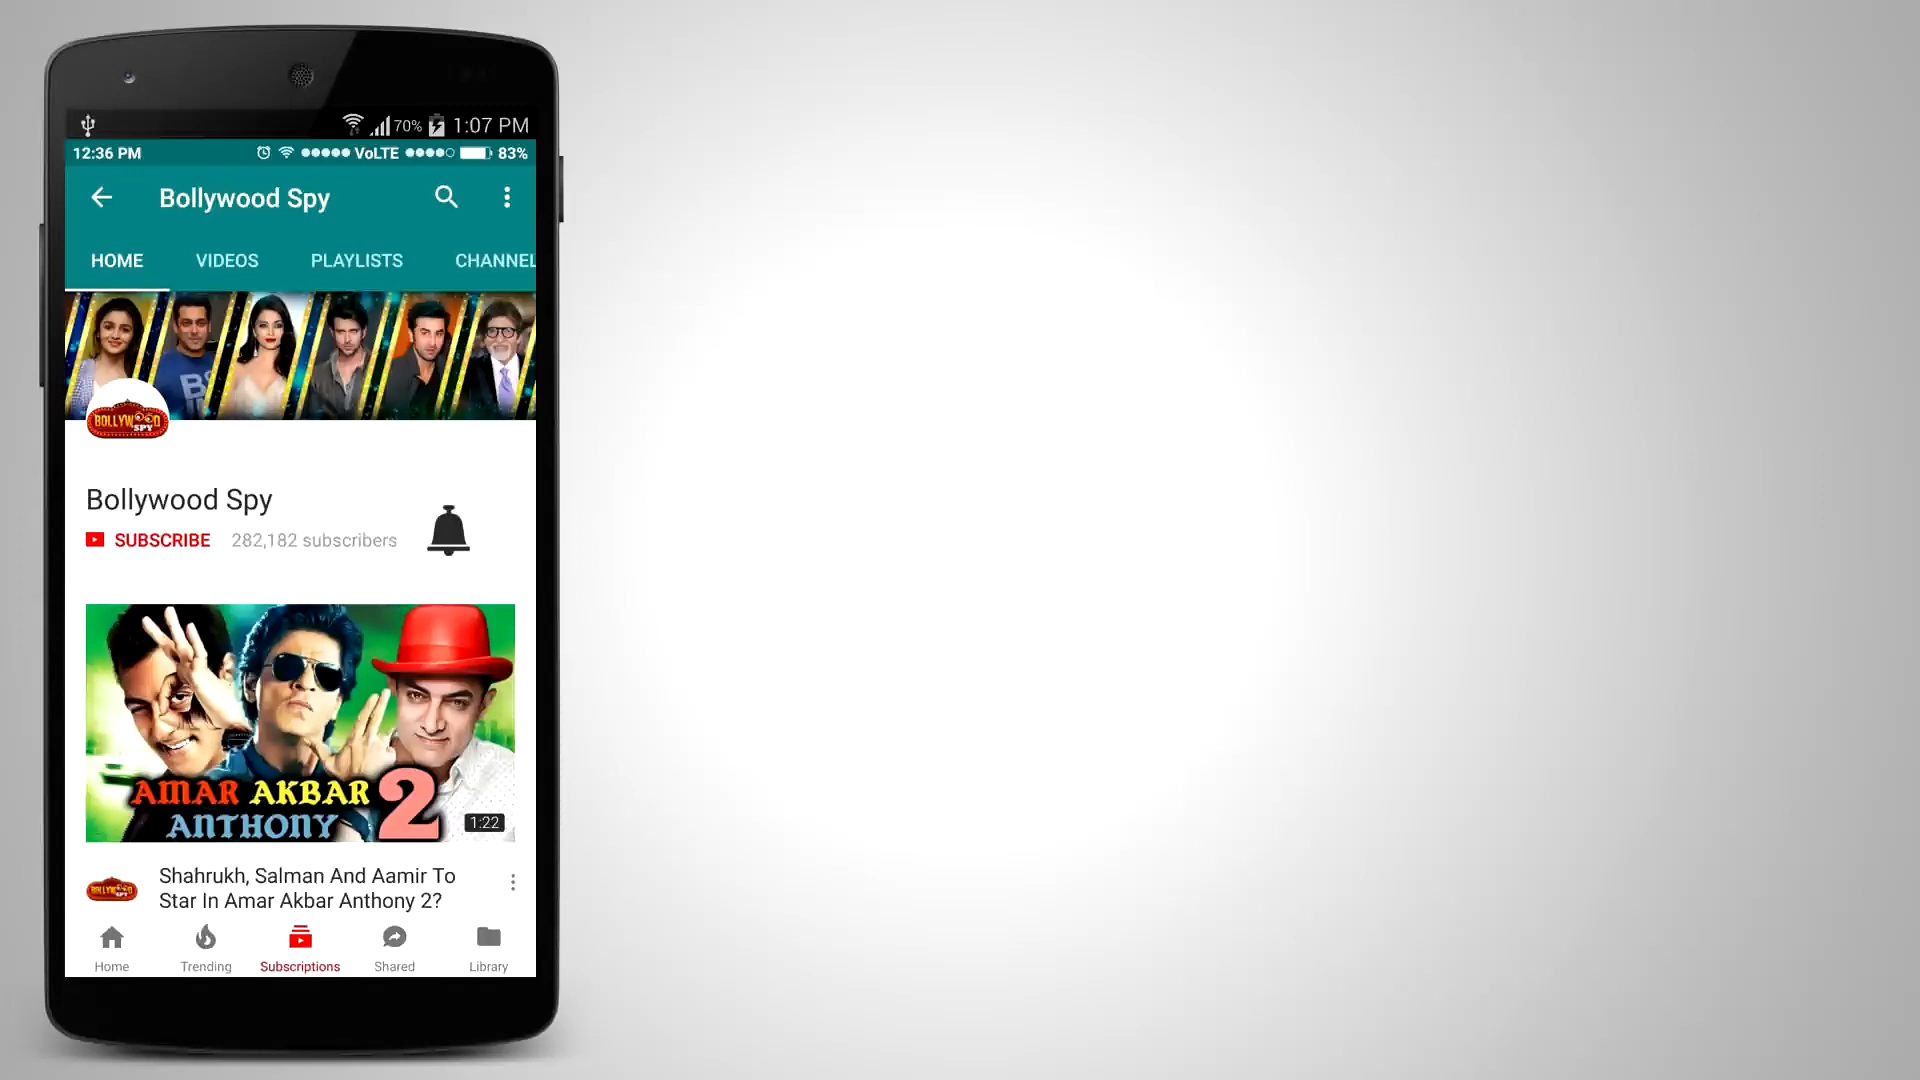 70% 1:07 PM
12:36 PM VoLTE 83%
Bollywood Spy
HOME VIDEOS PLAYLISTS CHANNEL
BOLLYWOOD
SPY
Bollywood Spy
SUBSCRIBE 282,182 subscribers
AMAR AKBAR
ANTHONY 2
1:22
Shahrukh, Salman And Aamir To
Star In Amar Akbar Anthony 2?
Home Trending Subscriptions Shared Library